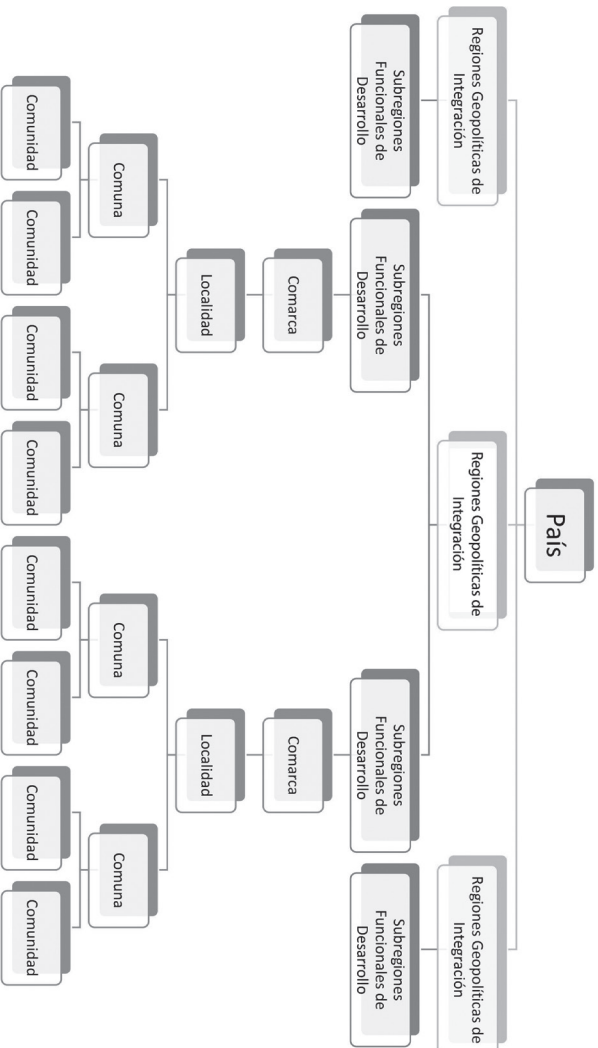 País
Regiones Geopolíticas de
Integración
Regiones Geopolíticas de
Integración
Regiones Geopolíticas de
Integración
Subregiones
Funcionales de
Desarrollo
Subregiones
Funcionales de
Desarrollo
Subregiones
Funcionales de
Desarrollo
Subregiones
Funcionales de
Desarrollo
Comarca
Comarca
Localidad
Localidad
Comuna
Comuna
Comuna
Comuna
Comunidad
Comunidad
Comunidad
Comunidad
Comunidad
Comunidad
Comunidad
Comunidad